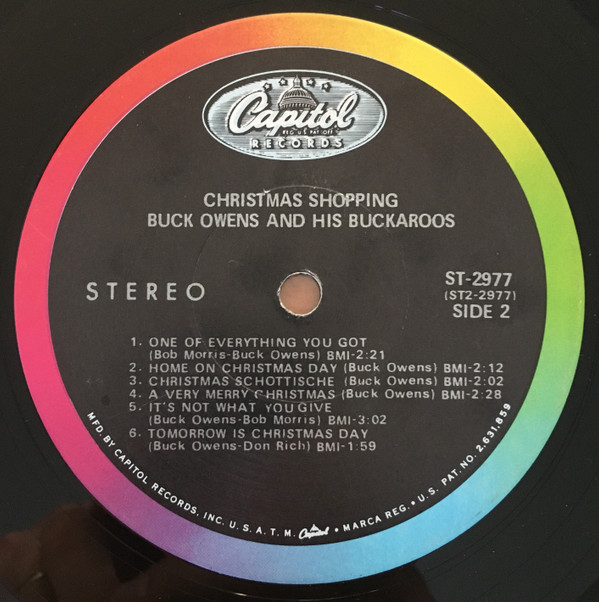 Capitol
REG. U.S. PAT. OFF.
RECORDS
CHRISTMAS SHOPPING
BUCK OWENS AND HIS BUCKAROOS
STEREO
ST-2977
(ST2-2977)
SIDE 2
1. ONE OF EVERYTHING YOU GOT
(Bob Morris-Buck Owens) BMI-2:21
2. HOME ON CHRISTMAS DAY (Buck Owens) BMI-2:12
3. CHRISTMAS SCHOTTISCHE (Buck Owens) BMI-2:02
4. A VERY MERRY CHRISTMAS (Buck Owens) BMI-2:28
5. IT'S NOT WHAT YOU GIVE
(Buck Owens-Bob Morris) BMI-3:02
6. TOMORROW IS CHRISTMAS DAY
(Buck Owens-Don Rich) BMI-1:59
MFD. BY CAPITOL RECORDS, INC. U.S.A. T.M. Capitol • MARCA REG. • U.S. PAT. NO. 2,631,859